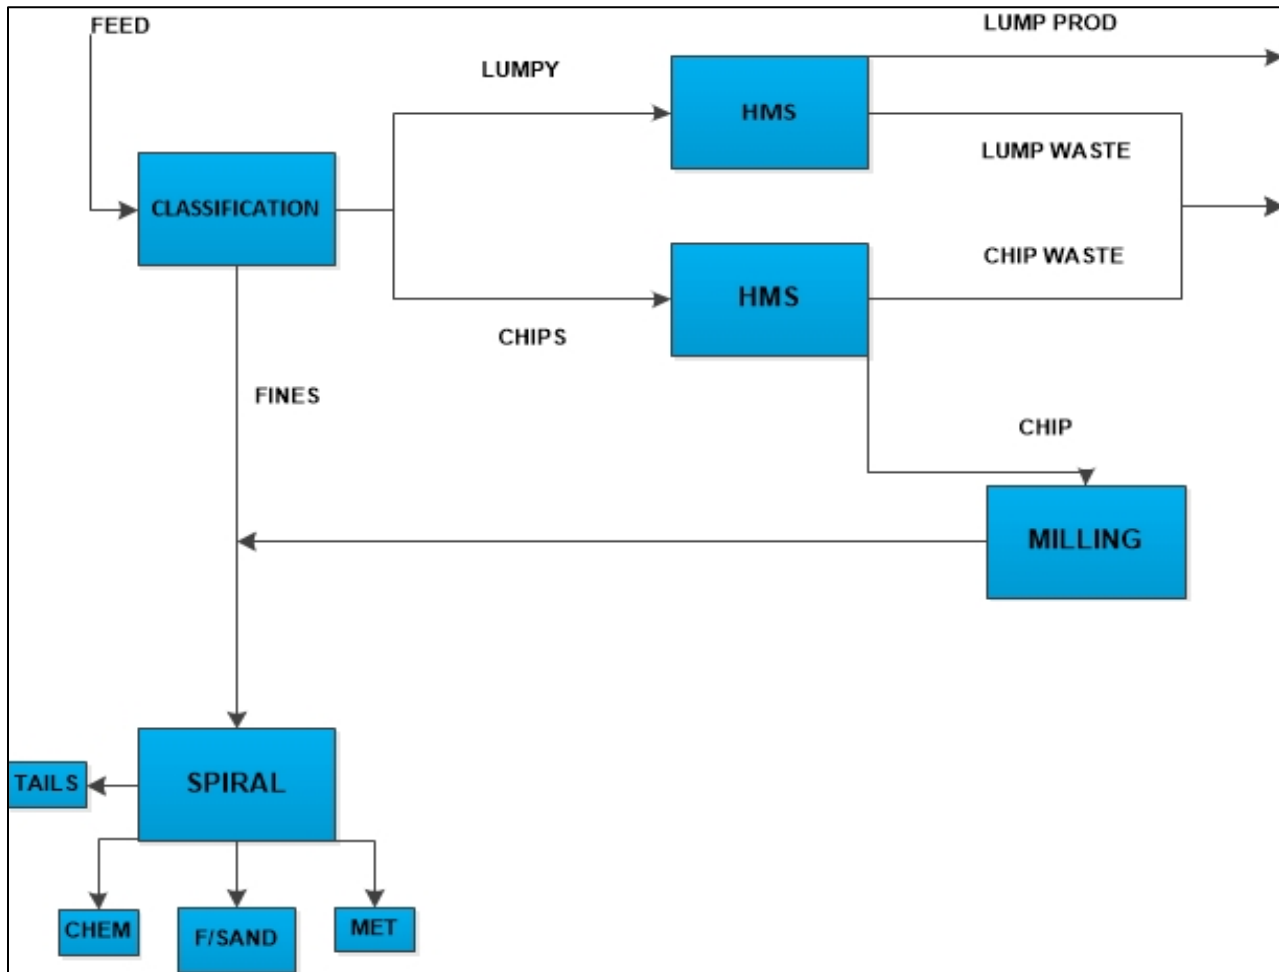 FEED
LUMP PROD
LUMPY
HMS
LUMP WASTE
CLASSIFICATION
CHIP WASTE
HMS
CHIPS
FINES
CHIP
MILLING
SPIRAL
TAILS
CHEM
F/SAND
MET